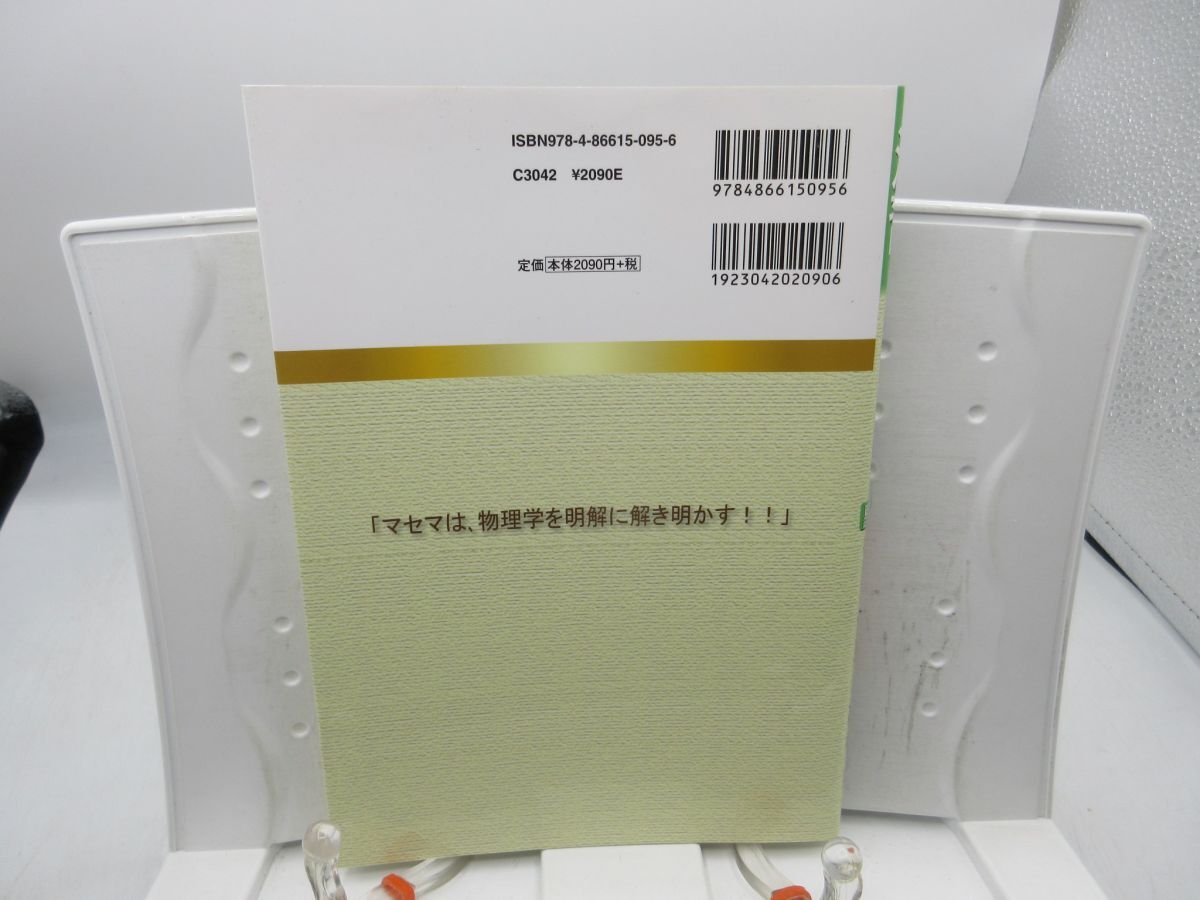 ISBN978-4-86615-095-6
C3042 ¥2090E
9784866150956
定価 本体2090円+税
1923042020906
「マセマは、物理学を明解に解き明かす！！」